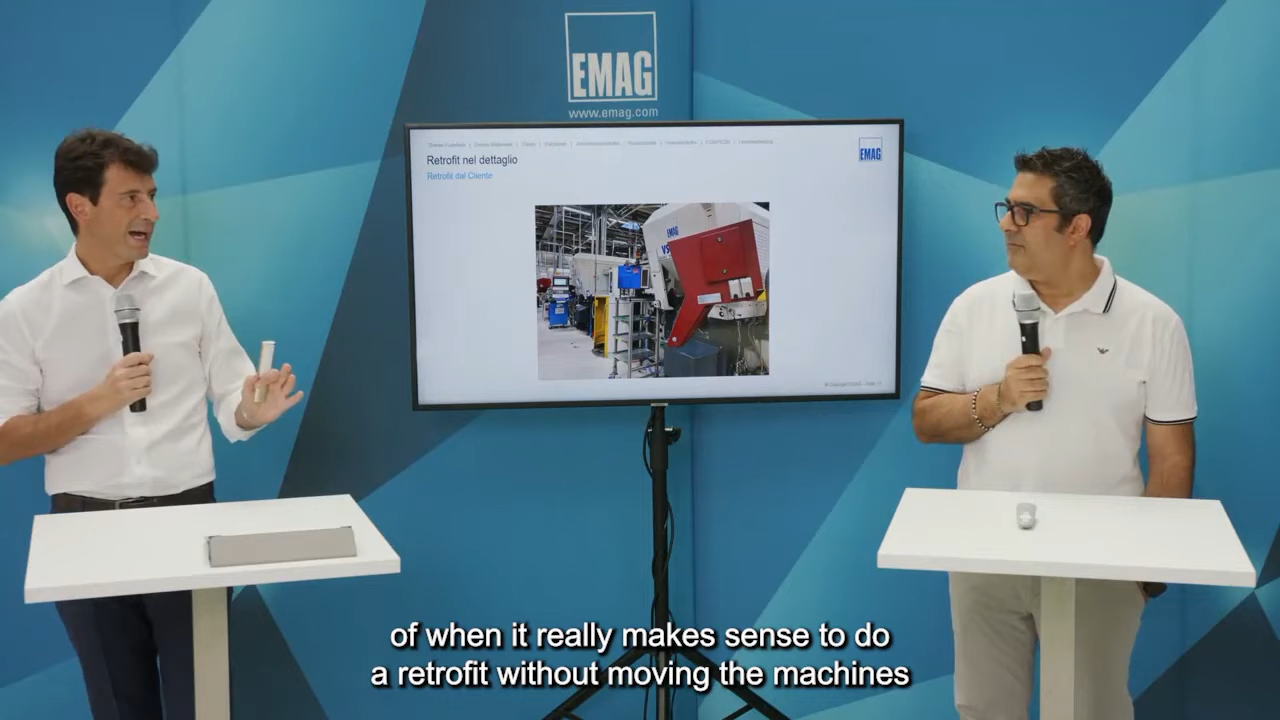 EMAG
www.emag.com
EMAG
Retrofit nel dettaglio
Retrofit dal Cliente
EMAG
of when it really makes sense to do
a retrofit without moving the machines